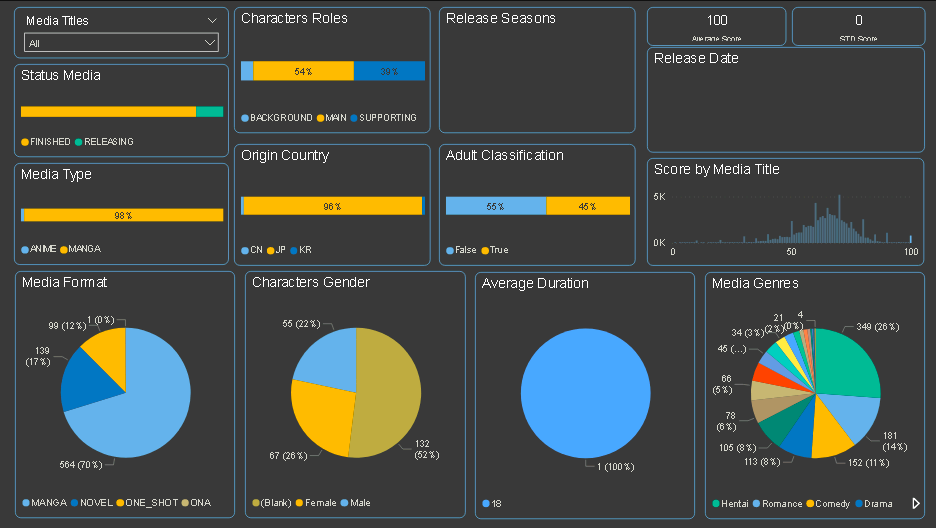 Media Titles
All
Status Media
FINISHED RELEASING
Media Type
98%
ANIME MANGA
Characters Roles
54% 39%
BACKGROUND MAIN SUPPORTING
Origin Country
96%
CN JP KR
Release Seasons
Adult Classification
55% 45%
False True
100
Average Score
0
STD Score
Release Date
Score by Media Title
5K
0K
0 50 100
Media Format
1 (0%)
99 (12%)
139
(17%)
564 (70%)
MANGA NOVEL ONE_SHOT ONA
Characters Gender
55 (22%)
67 (26%)
132
(52%)
(Blank) Female Male
Average Duration
1 (100%)
18
Media Genres
4
(0%)
21
(2%)
34 (3%)
45 (...)
66
(5%)
78
(6%)
105 (8%)
113 (8%)
152 (11%)
181
(14%)
349 (26%)
Hentai Romance Comedy Drama